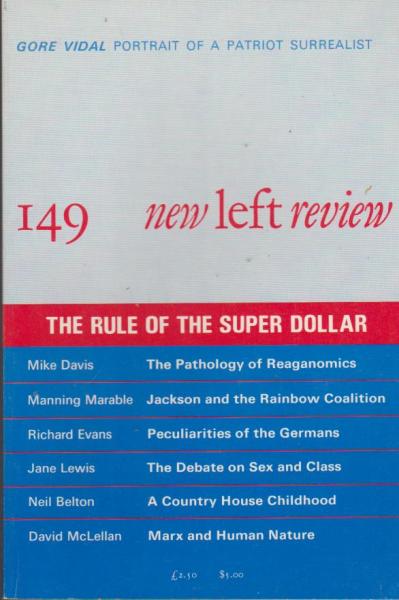 GORE VIDAL PORTRAIT OF A PATRIOT SURREALIST
149 new left review
THE RULE OF THE SUPER DOLLAR
Mike Davis The Pathology of Reaganomics
Manning Marable Jackson and the Rainbow Coalition
Richard Evans Peculiarities of the Germans
Jane Lewis The Debate on Sex and Class
Neil Belton A Country House Childhood
David McLellan Marx and Human Nature
£2.50 $5.00